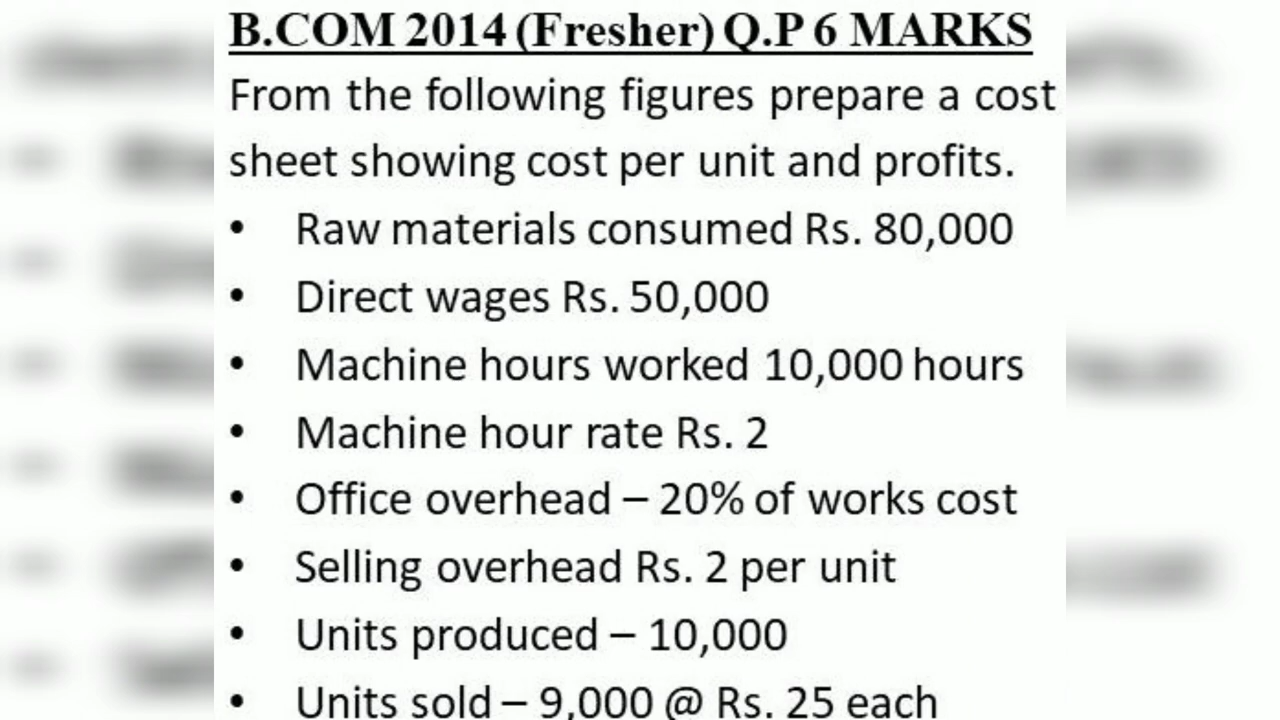 B.COM 2014 (Fresher) Q.P 6 MARKS
From the following figures prepare a cost
sheet showing cost per unit and profits.
• Raw materials consumed Rs. 80,000
• Direct wages Rs. 50,000
• Machine hours worked 10,000 hours
• Machine hour rate Rs. 2
• Office overhead – 20% of works cost
• Selling overhead Rs. 2 per unit
• Units produced – 10,000
• Units sold – 9,000 @ Rs. 25 each